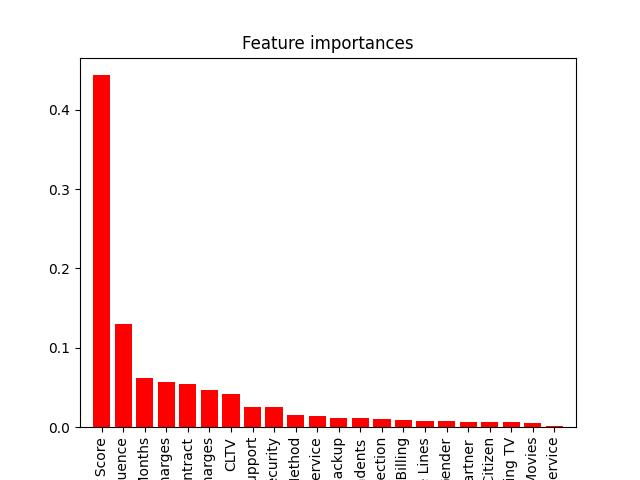 Feature importances
0.4
0.3
0.2
0.1
0.0
Score
uence
Months
harges
ntract
harges
CLTV
upport
ecurity
Method
ervice
ackup
dents
ection
Billing
Lines
ender
artner
Citizen
ing TV
Movies
ervice